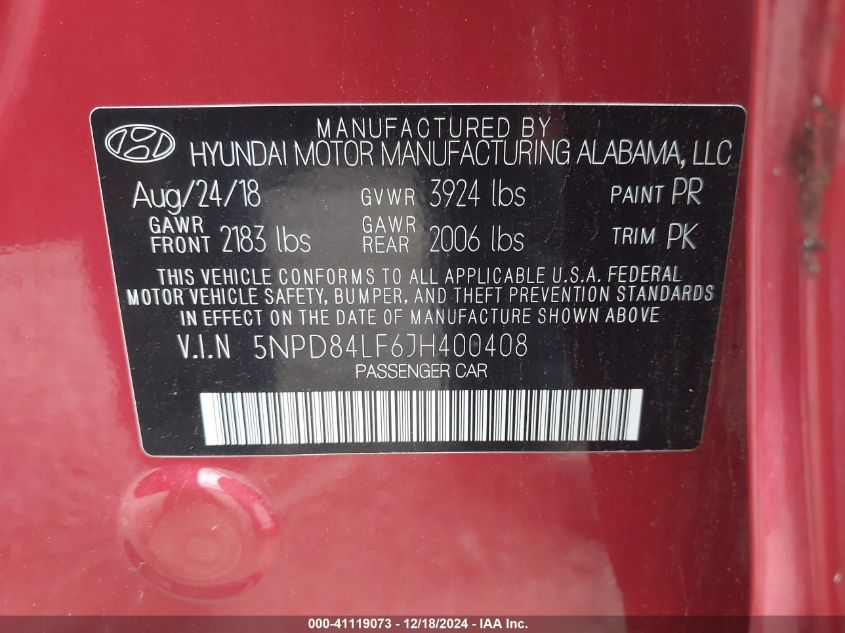 MANUFACTURED BY
HYUNDAI MOTOR MANUFACTURING ALABAMA, LLC
Aug/24/18 GVWR 3924 lbs PAINT PR
GAWR FRONT 2183 lbs GAWR REAR 2006 lbs TRIM PK
THIS VEHICLE CONFORMS TO ALL APPLICABLE U.S.A. FEDERAL
MOTOR VEHICLE SAFETY, BUMPER, AND THEFT PREVENTION STANDARDS
IN EFFECT ON THE DATE OF MANUFACTURE SHOWN ABOVE
V.I.N 5NPD84LF6JH400408
PASSENGER CAR
000-41119073 - 12/18/2024 - IAA Inc.